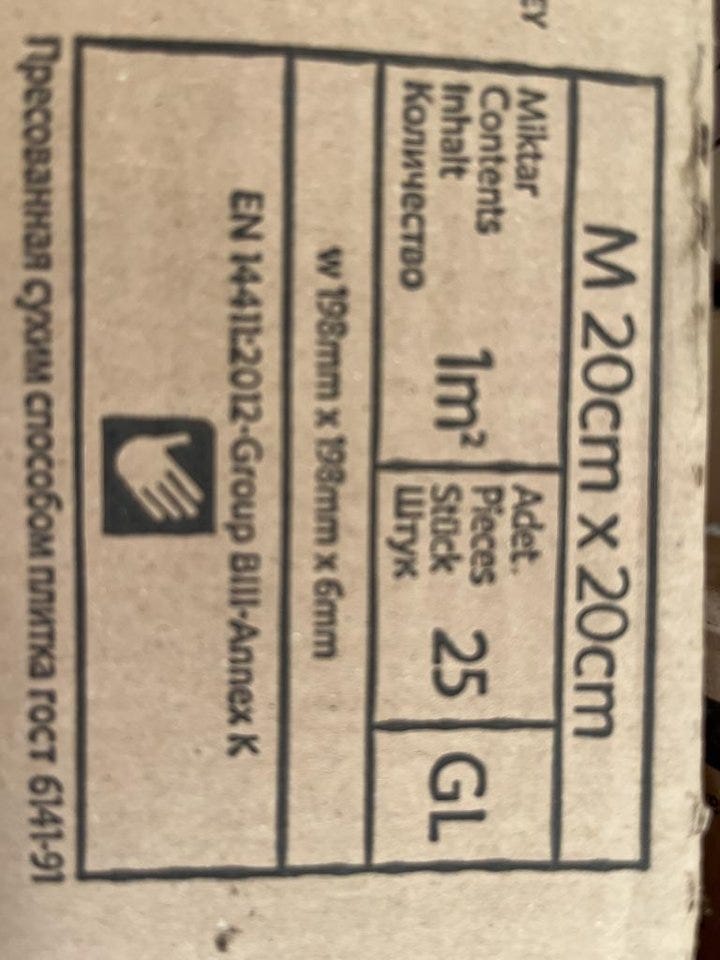 EY
M 20cm x 20cm
Miktar
Contents
Inhalt
Количество
1m²
Adet.
Pieces
Stück
Штук
25
GL
w 198mm x 198mm x 6mm
EN 14411:2012-Group BIII-Annex K
Пресованная сухим способом плитка гост 6141-91